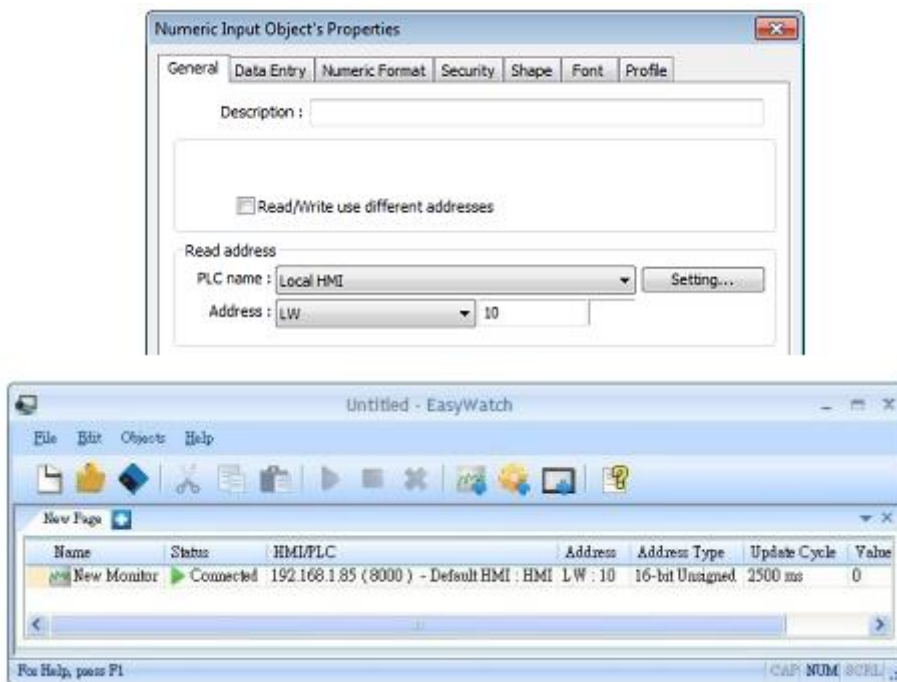 Numeric Input Object's Properties
General Data Entry Numeric Format Security Shape Font Profile
Description :
Read/Write use different addresses
Read address
PLC name : Local HMI Setting...
Address : LW 10
Untitled - EasyWatch
File Edit Objects Help
New Page
Name Status HMI/PLC Address Address Type Update Cycle Value
New Monitor Connected 192.168.1.85 (8000 ) - Default HMI : HMI LW : 10 16-bit Unsigned 2500 ms 0
For Help, press F1 CAP NUM SCRL